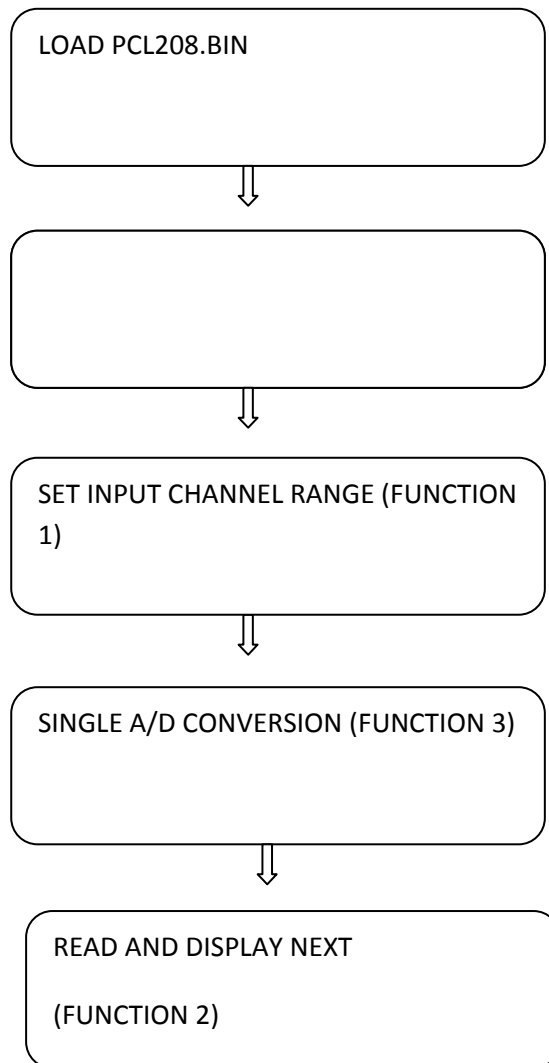 LOAD PCL208.BIN
SET INPUT CHANNEL RANGE (FUNCTION
1)
SINGLE A/D CONVERSION (FUNCTION 3)
READ AND DISPLAY NEXT
(FUNCTION 2)